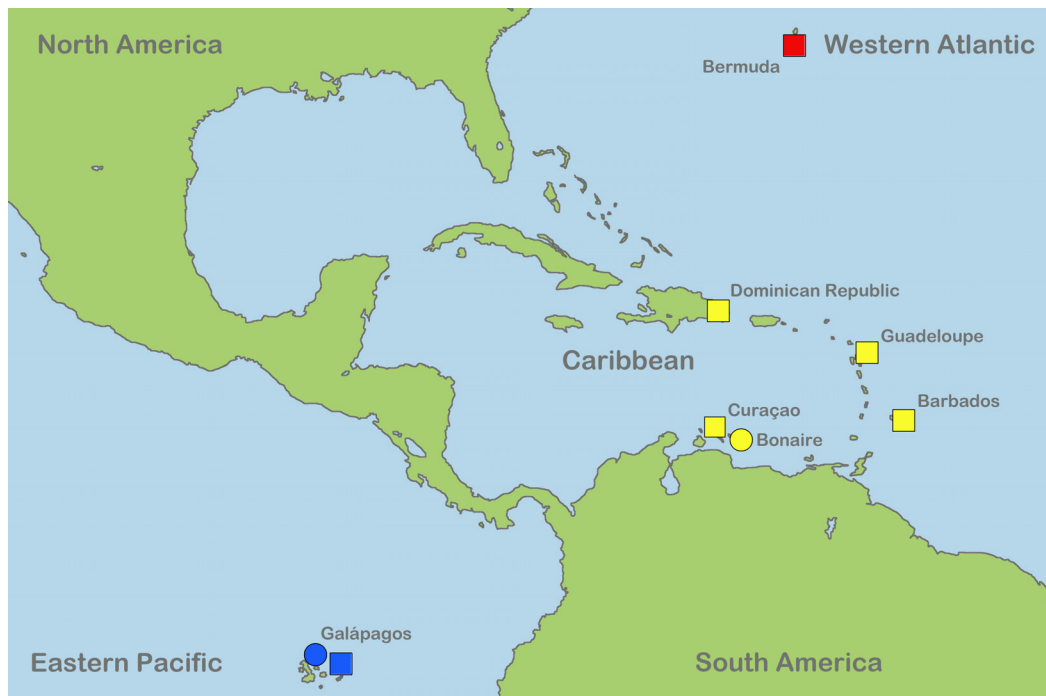 North America
Western Atlantic
Bermuda
Dominican Republic
Guadeloupe
Caribbean
Barbados
Curaçao
Bonaire
Galápagos
Eastern Pacific
South America